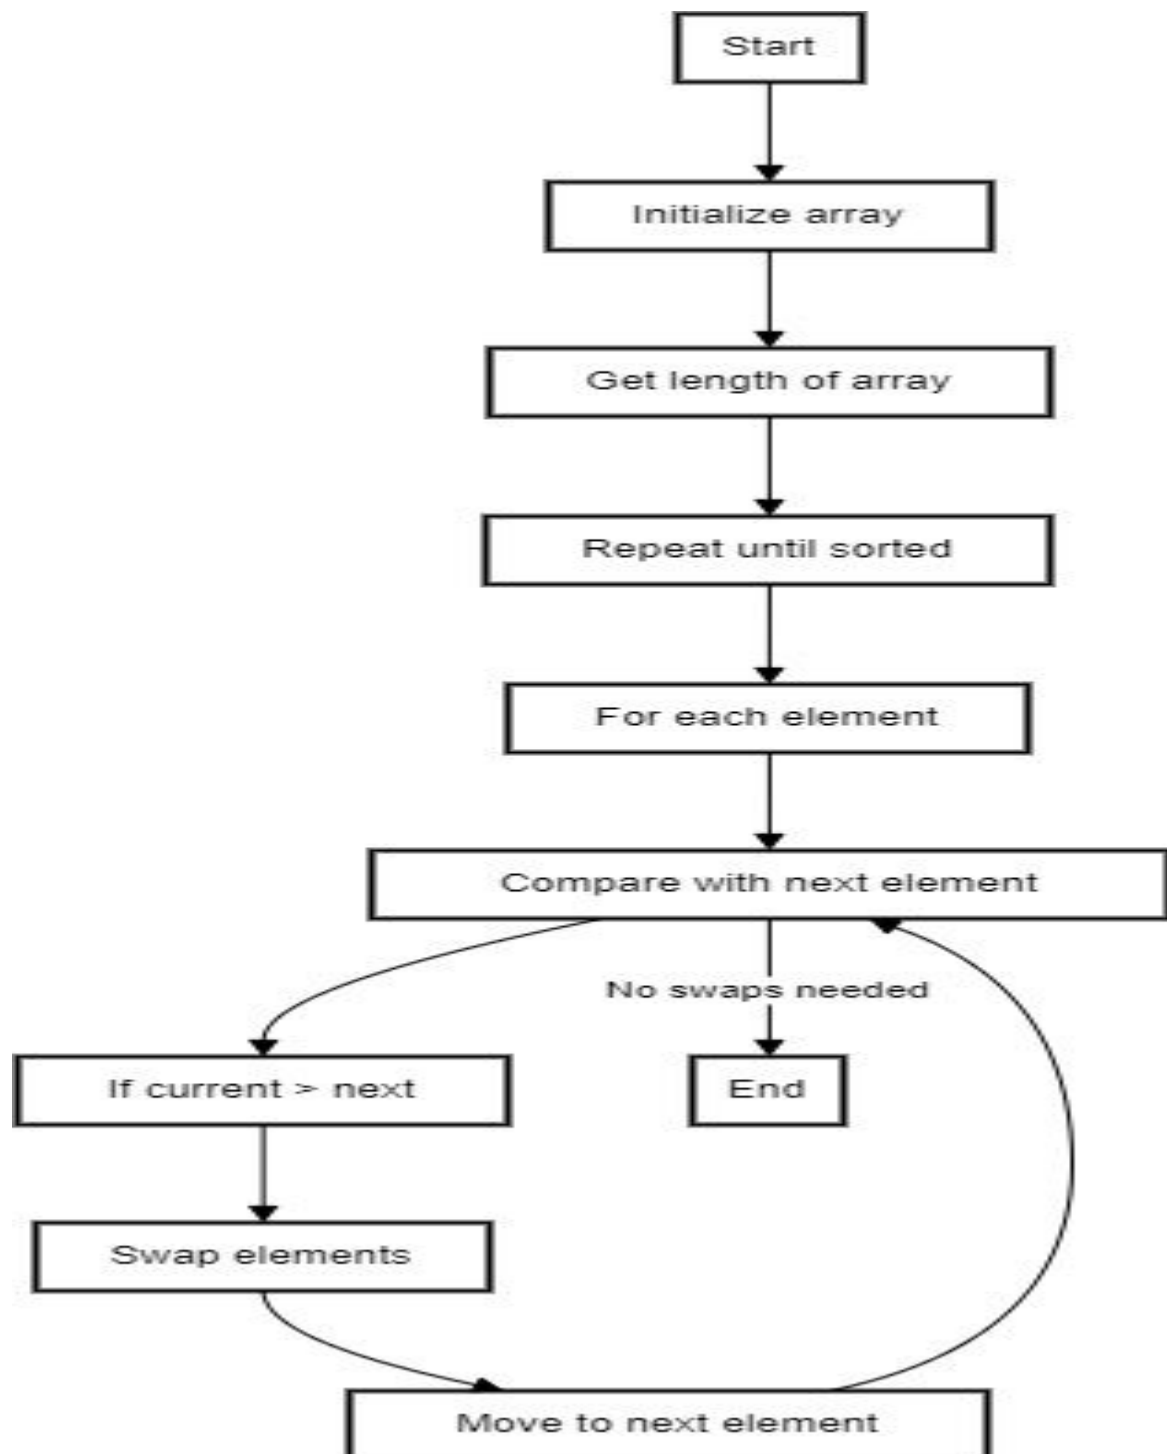 Start
Initialize array
Get length of array
Repeat until sorted
For each element
Compare with next element
No swaps needed
If current > next
End
Swap elements
Move to next element